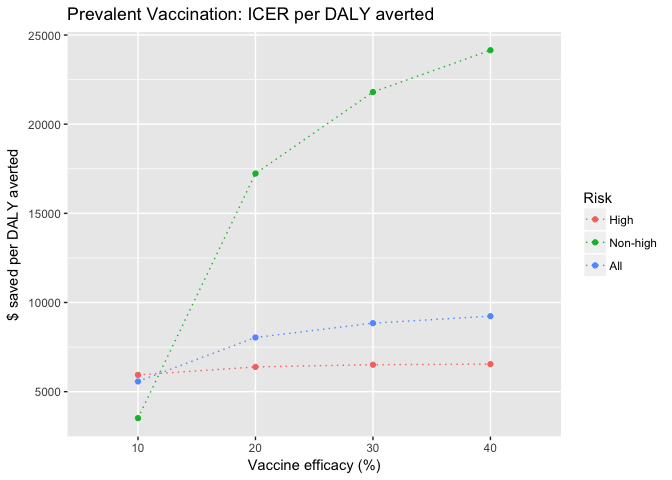 Prevalent Vaccination: ICER per DALY averted
$ saved per DALY averted
25000
20000
15000
10000
5000
10
20
30
40
Vaccine efficacy (%)
Risk
High
Non-high
All